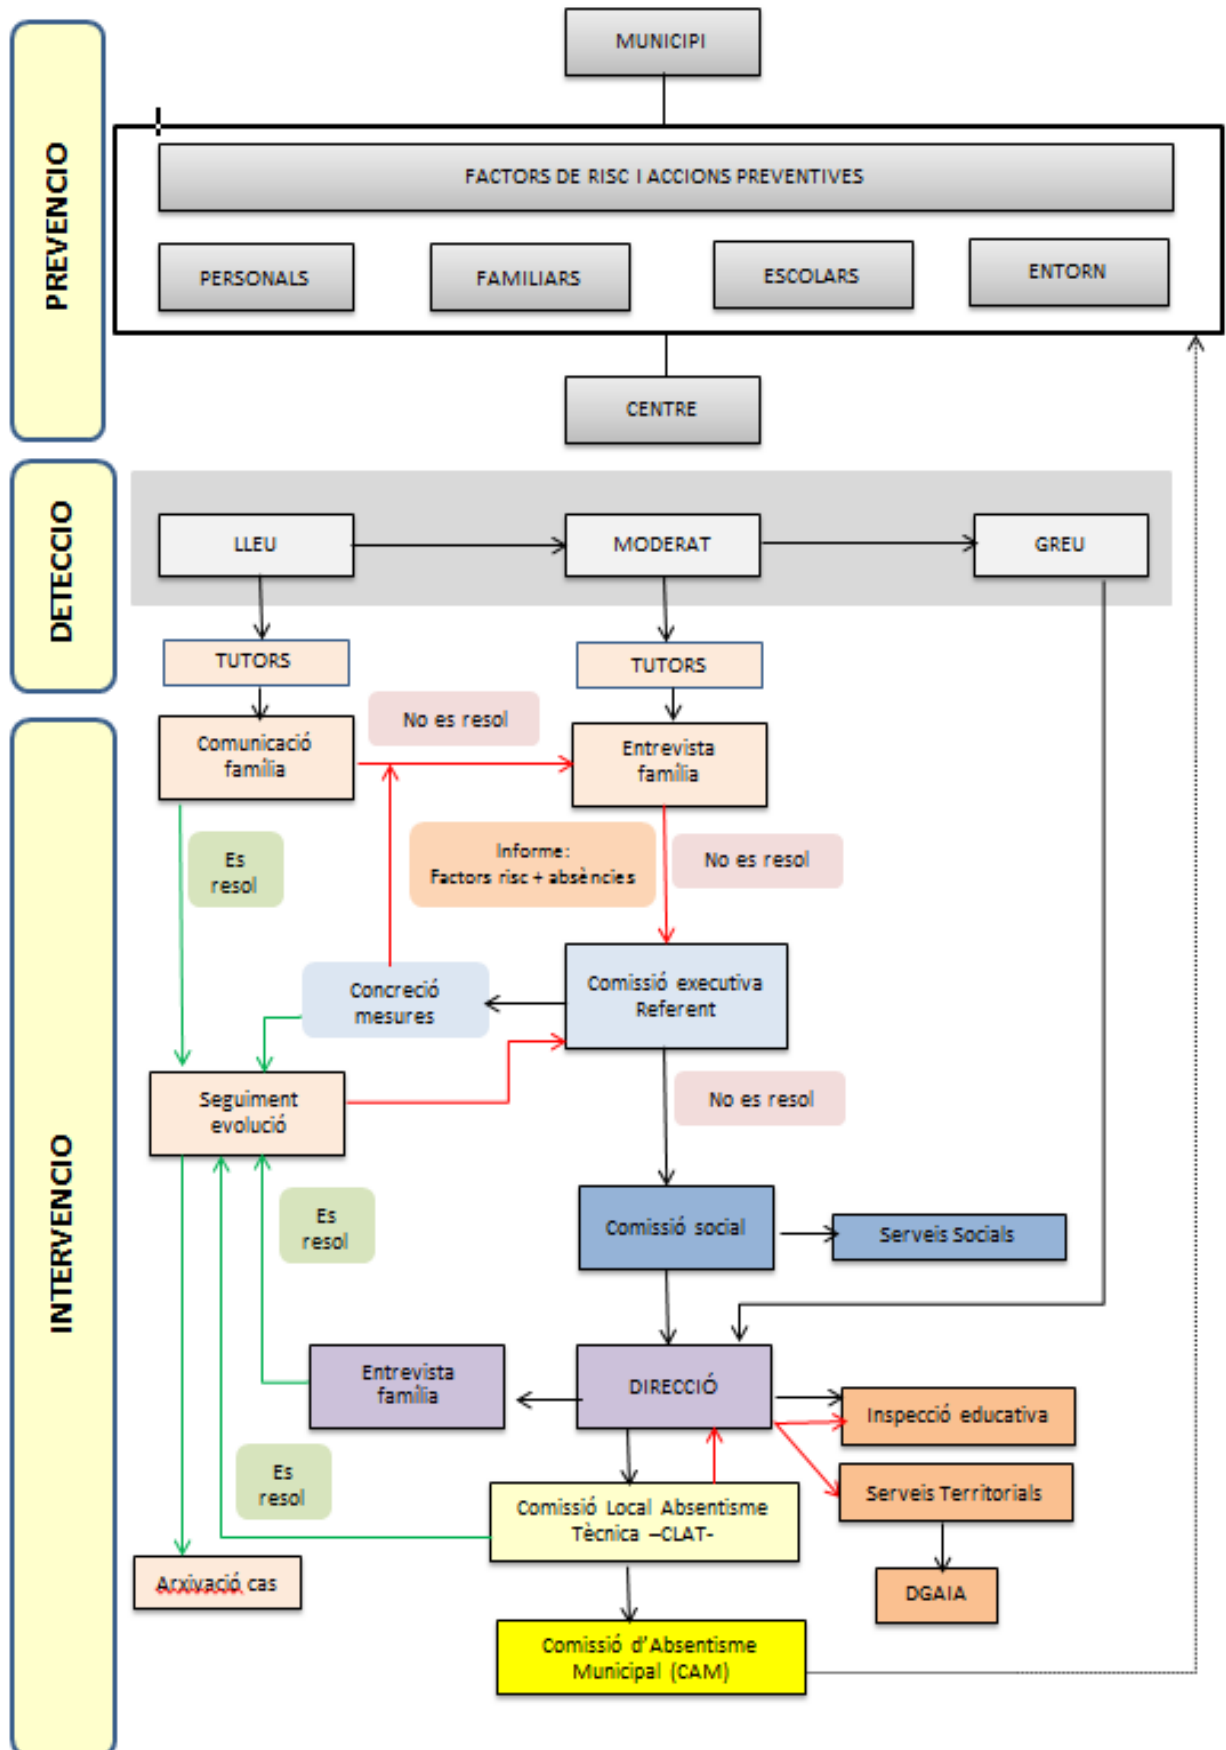 PREVENCIO
MUNICIPI
FACTORS DE RISC I ACCIONS PREVENTIVES
PERSONALS
FAMILIARS
ESCOLARS
ENTORN
CENTRE
DETECCIO
LLEU
MODERAT
GREU
TUTORS
TUTORS
INTERVENCIO
Comunicació
família
No es resol
Entrevista
família
Es
resol
Informe:
Factors risc + absències
No es resol
Concreció
mesures
Comissió executiva
Referent
Seguiment
evolució
No es resol
Es
resol
Comissió social
Serveis Socials
Entrevista
família
DIRECCIÓ
Inspecció educativa
Es
resol
Comissió Local Absentisme
Tècnica –CLAT-
Serveis Territorials
Arxivació cas
DGAIA
Comissió d'Absentisme
Municipal (CAM)